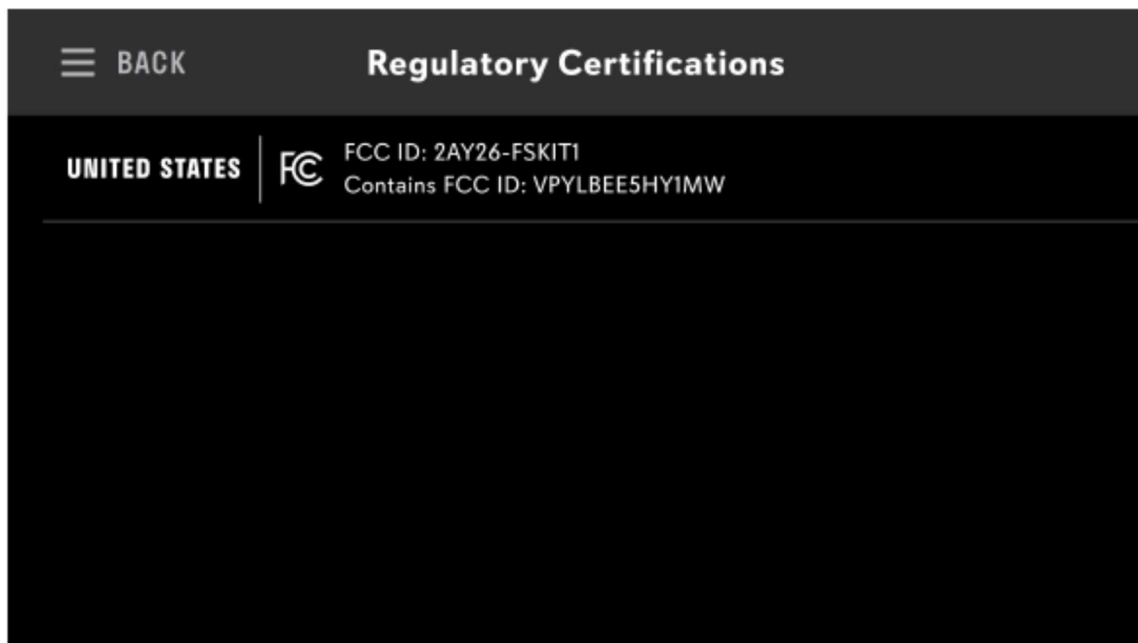 BACK
Regulatory Certifications
UNITED STATES
FC
FCC ID: 2AY26-FSKIT1
Contains FCC ID: VPYLBEE5HY1MW